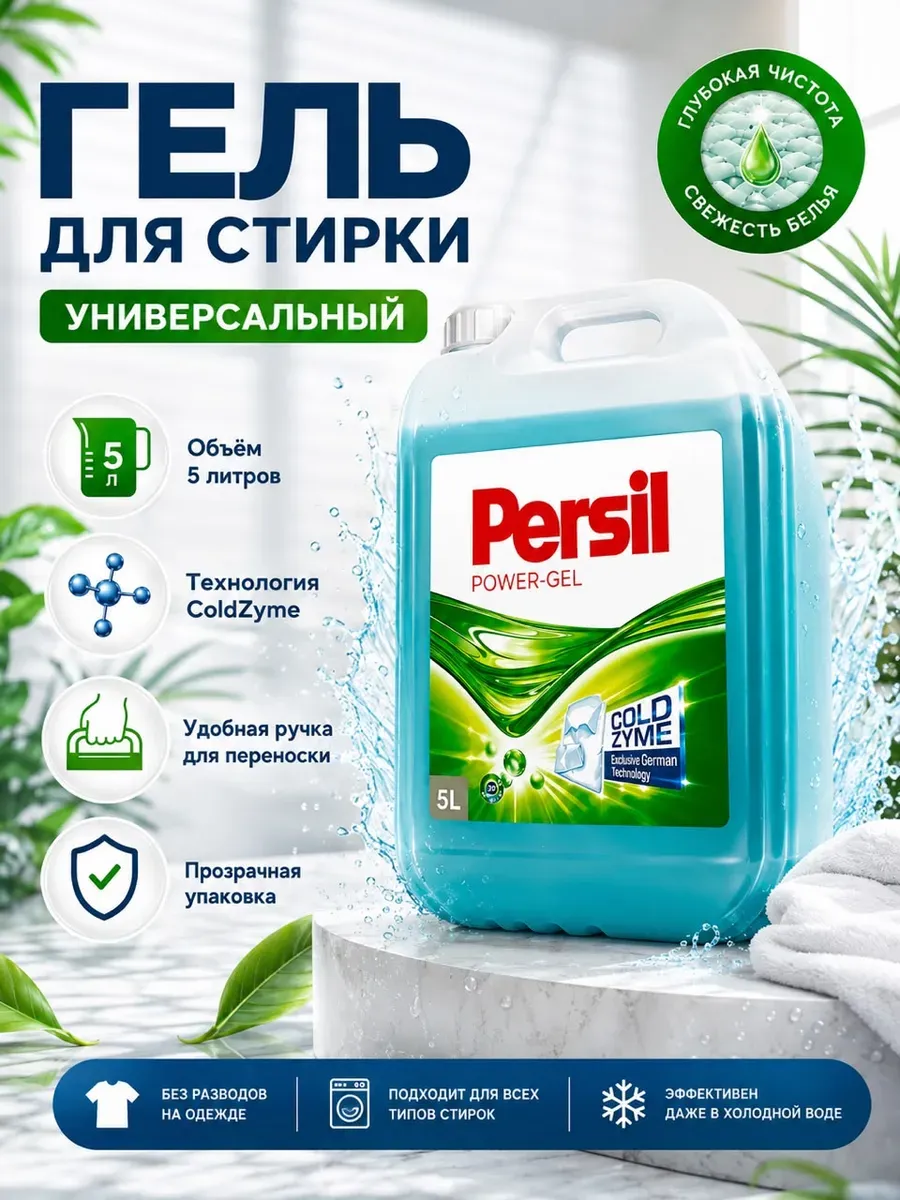 ГЕЛЬ
ДЛЯ СТИРКИ
УНИВЕРСАЛЬНЫЙ
ГЛУБОКАЯ ЧИСТОТА
СВЕЖЕСТЬ БЕЛЬЯ
5
л
Объём
5 литров
Технология
ColdZyme
Удобная ручка
для переноски
Прозрачная
упаковка
Persil
POWER-GEL
COLD
ZYME
Exclusive German
Technology
5L
БЕЗ РАЗВОДОВ
НА ОДЕЖДЕ
ПОДХОДИТ ДЛЯ ВСЕХ
ТИПОВ СТИРОК
ЭФФЕКТИВЕН
ДАЖЕ В ХОЛОДНОЙ ВОДЕ